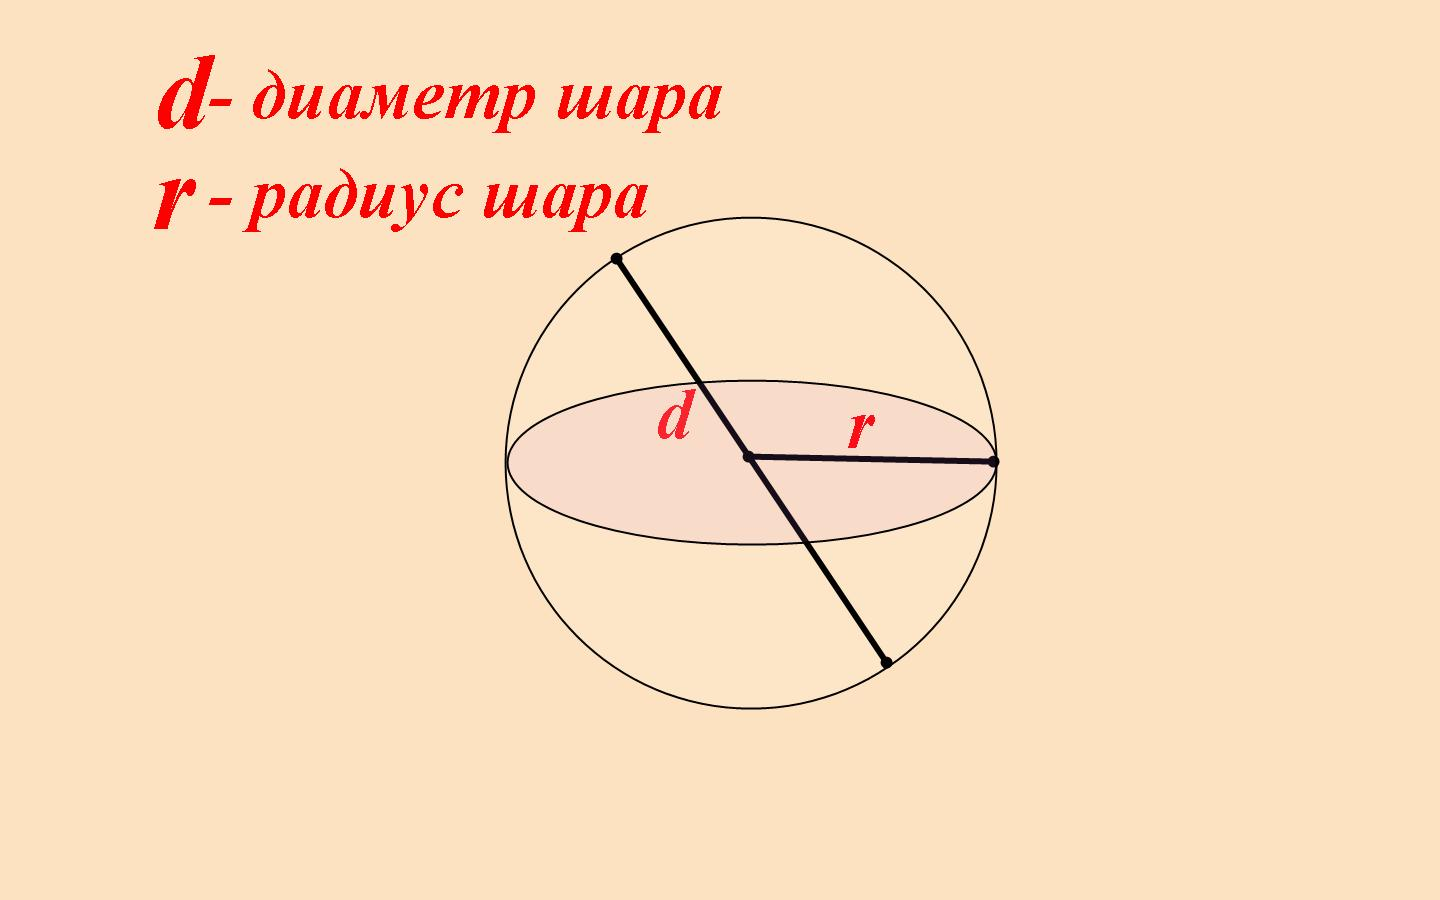 d- диаметр шара
r - радиус шара
d
r